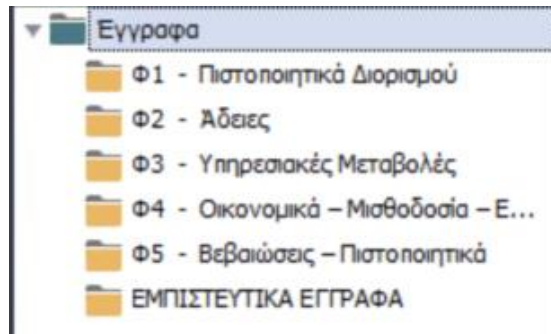 Έγγραφα
Φ1 - Πιστοποιητικά Διορισμού
Φ2 - Άδειες
Φ3 - Υπηρεσιακές Μεταβολές
Φ4 - Οικονομικά – Μισθοδοσία – Ε...
Φ5 - Βεβαιώσεις – Πιστοποιητικά
ΕΜΠΙΣΤΕΥΤΙΚΑ ΕΓΓΡΑΦΑ